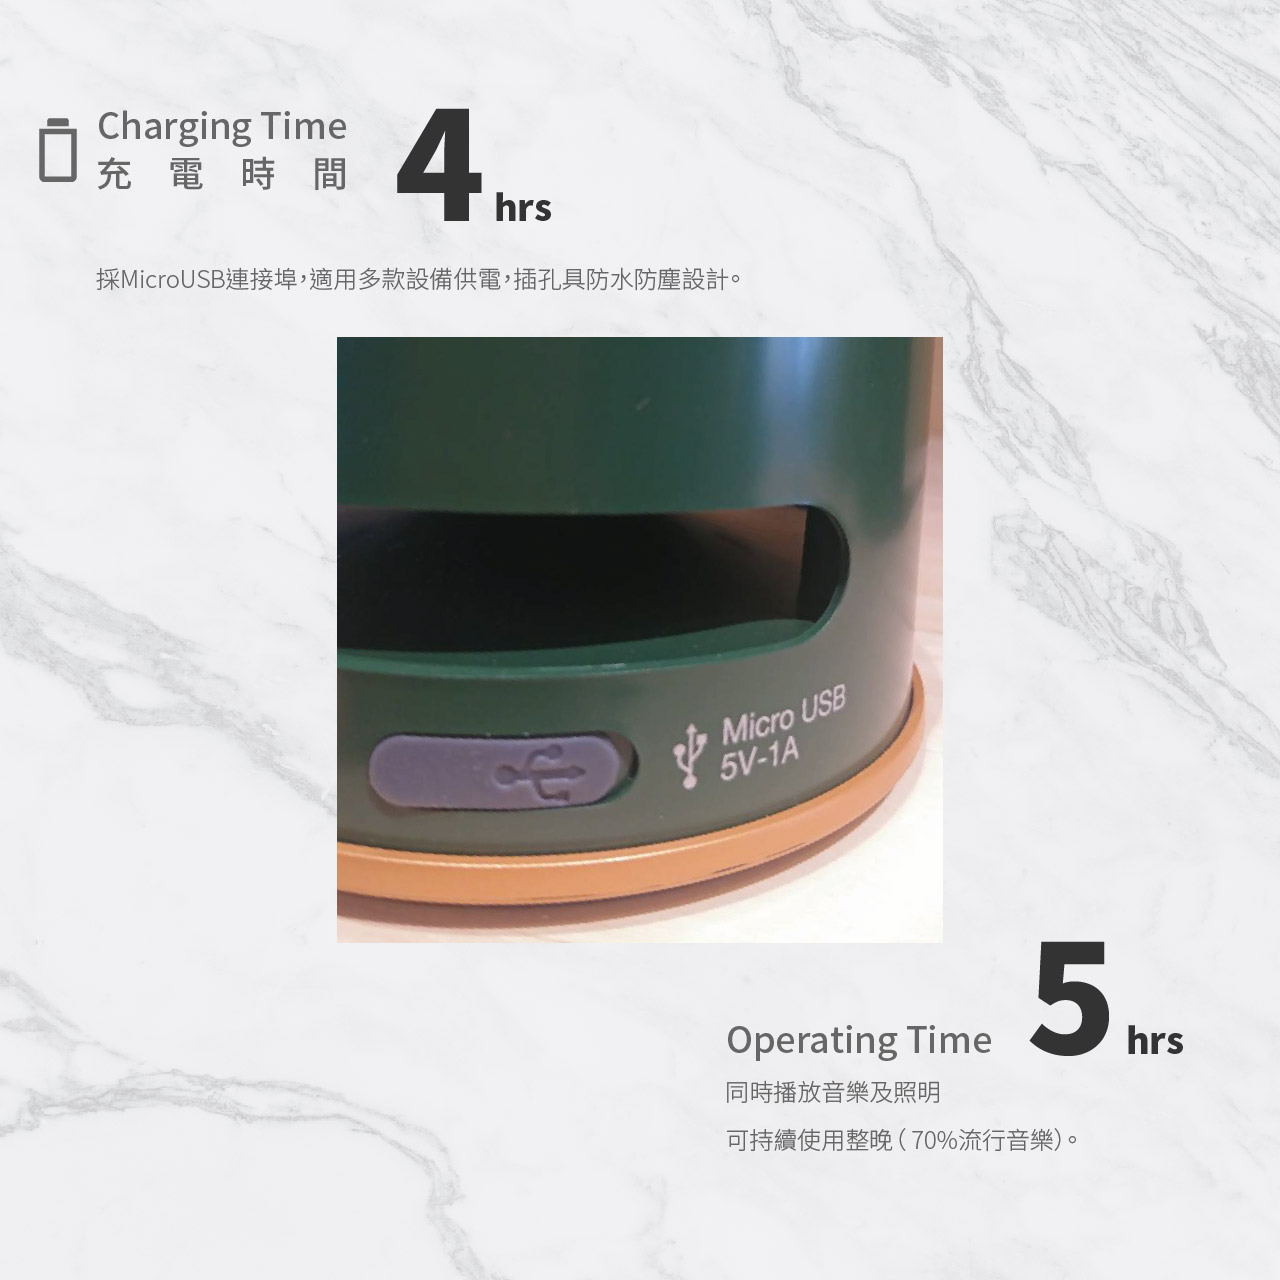 Charging Time
充電時間
4 hrs
採MicroUSB連接埠，適用多款設備供電，插孔具防水防塵設計。
Micro USB
5V-1A
5 hrs
Operating Time
同時播放音樂及照明
可持續使用整晚（70%流行音樂）。